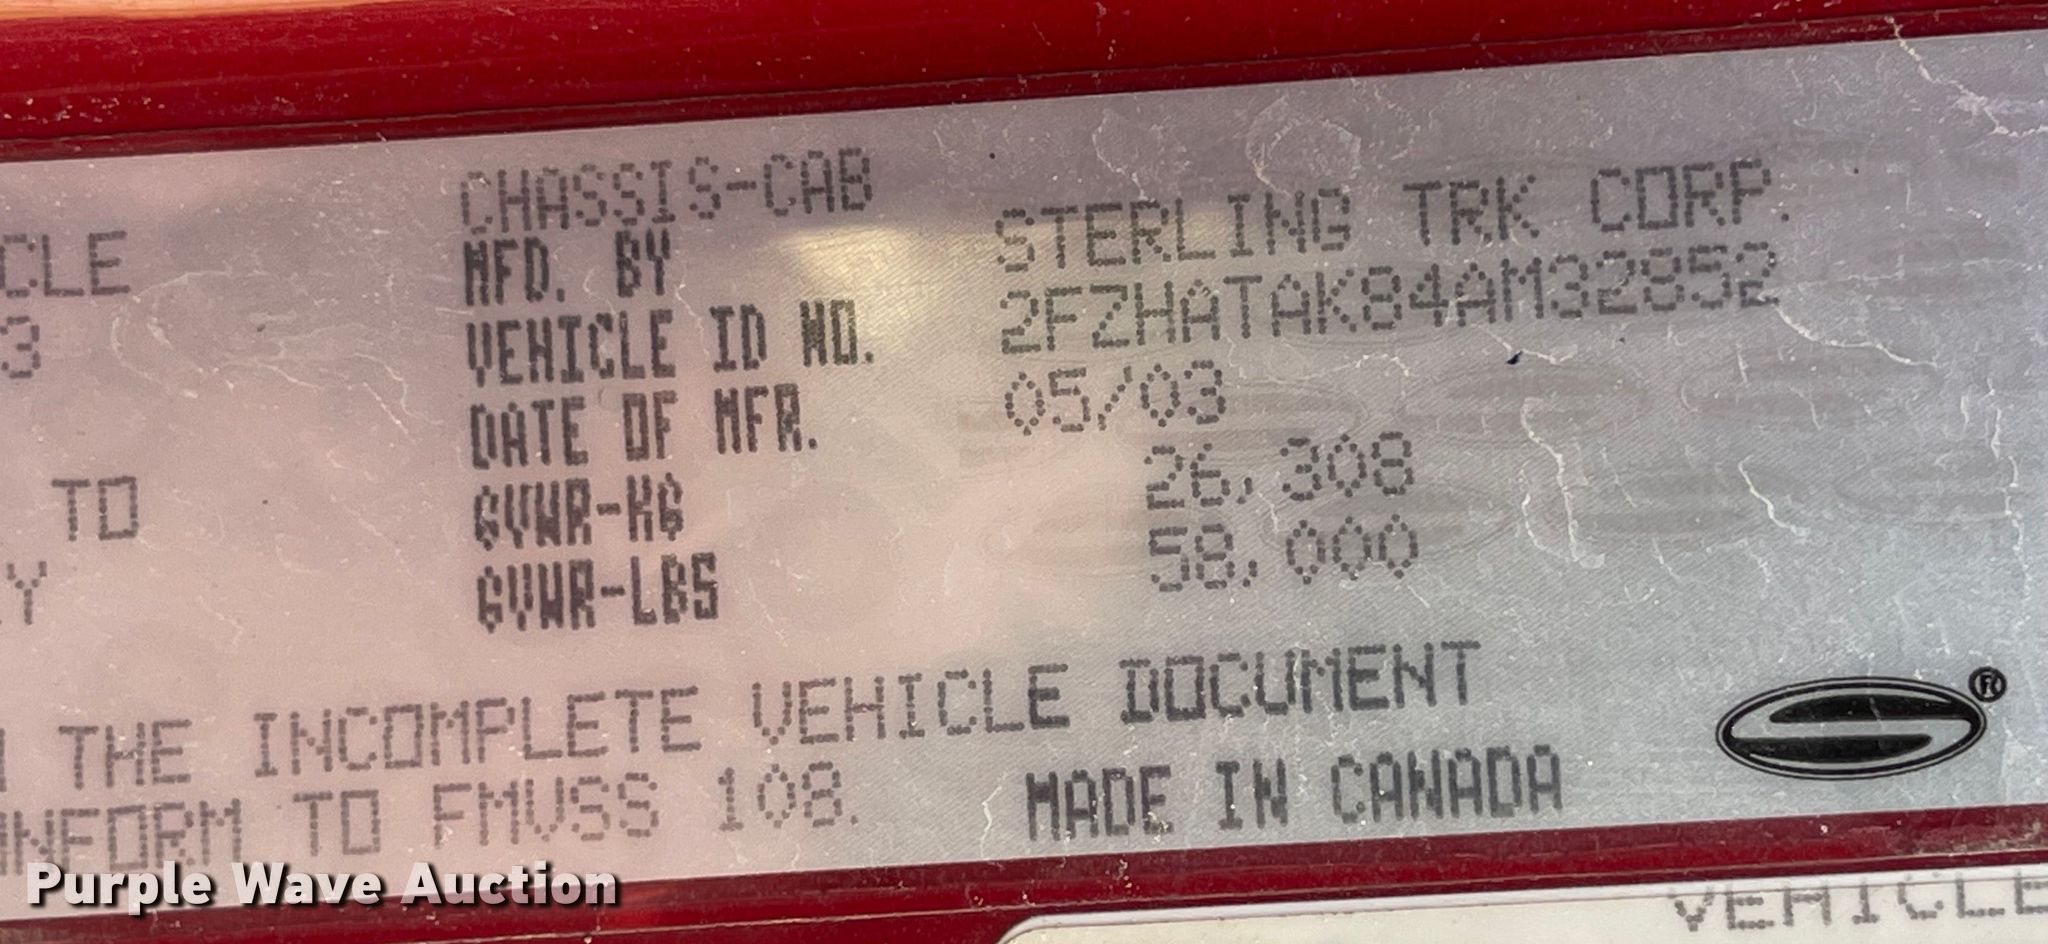 CHASSIS-CAB
CLE MFD. BY STERLING TRK CORP.
3 VEHICLE ID NO. 2FZHATAK84AM32852
DATE OF MFR. 05/03
TO GVWR-KG 26,308
Y GVWR-LBS 58,000
THE INCOMPLETE VEHICLE DOCUMENT
NFORM TO FMVSS 108. MADE IN CANADA
®
Purple Wave Auction
VEHICLE